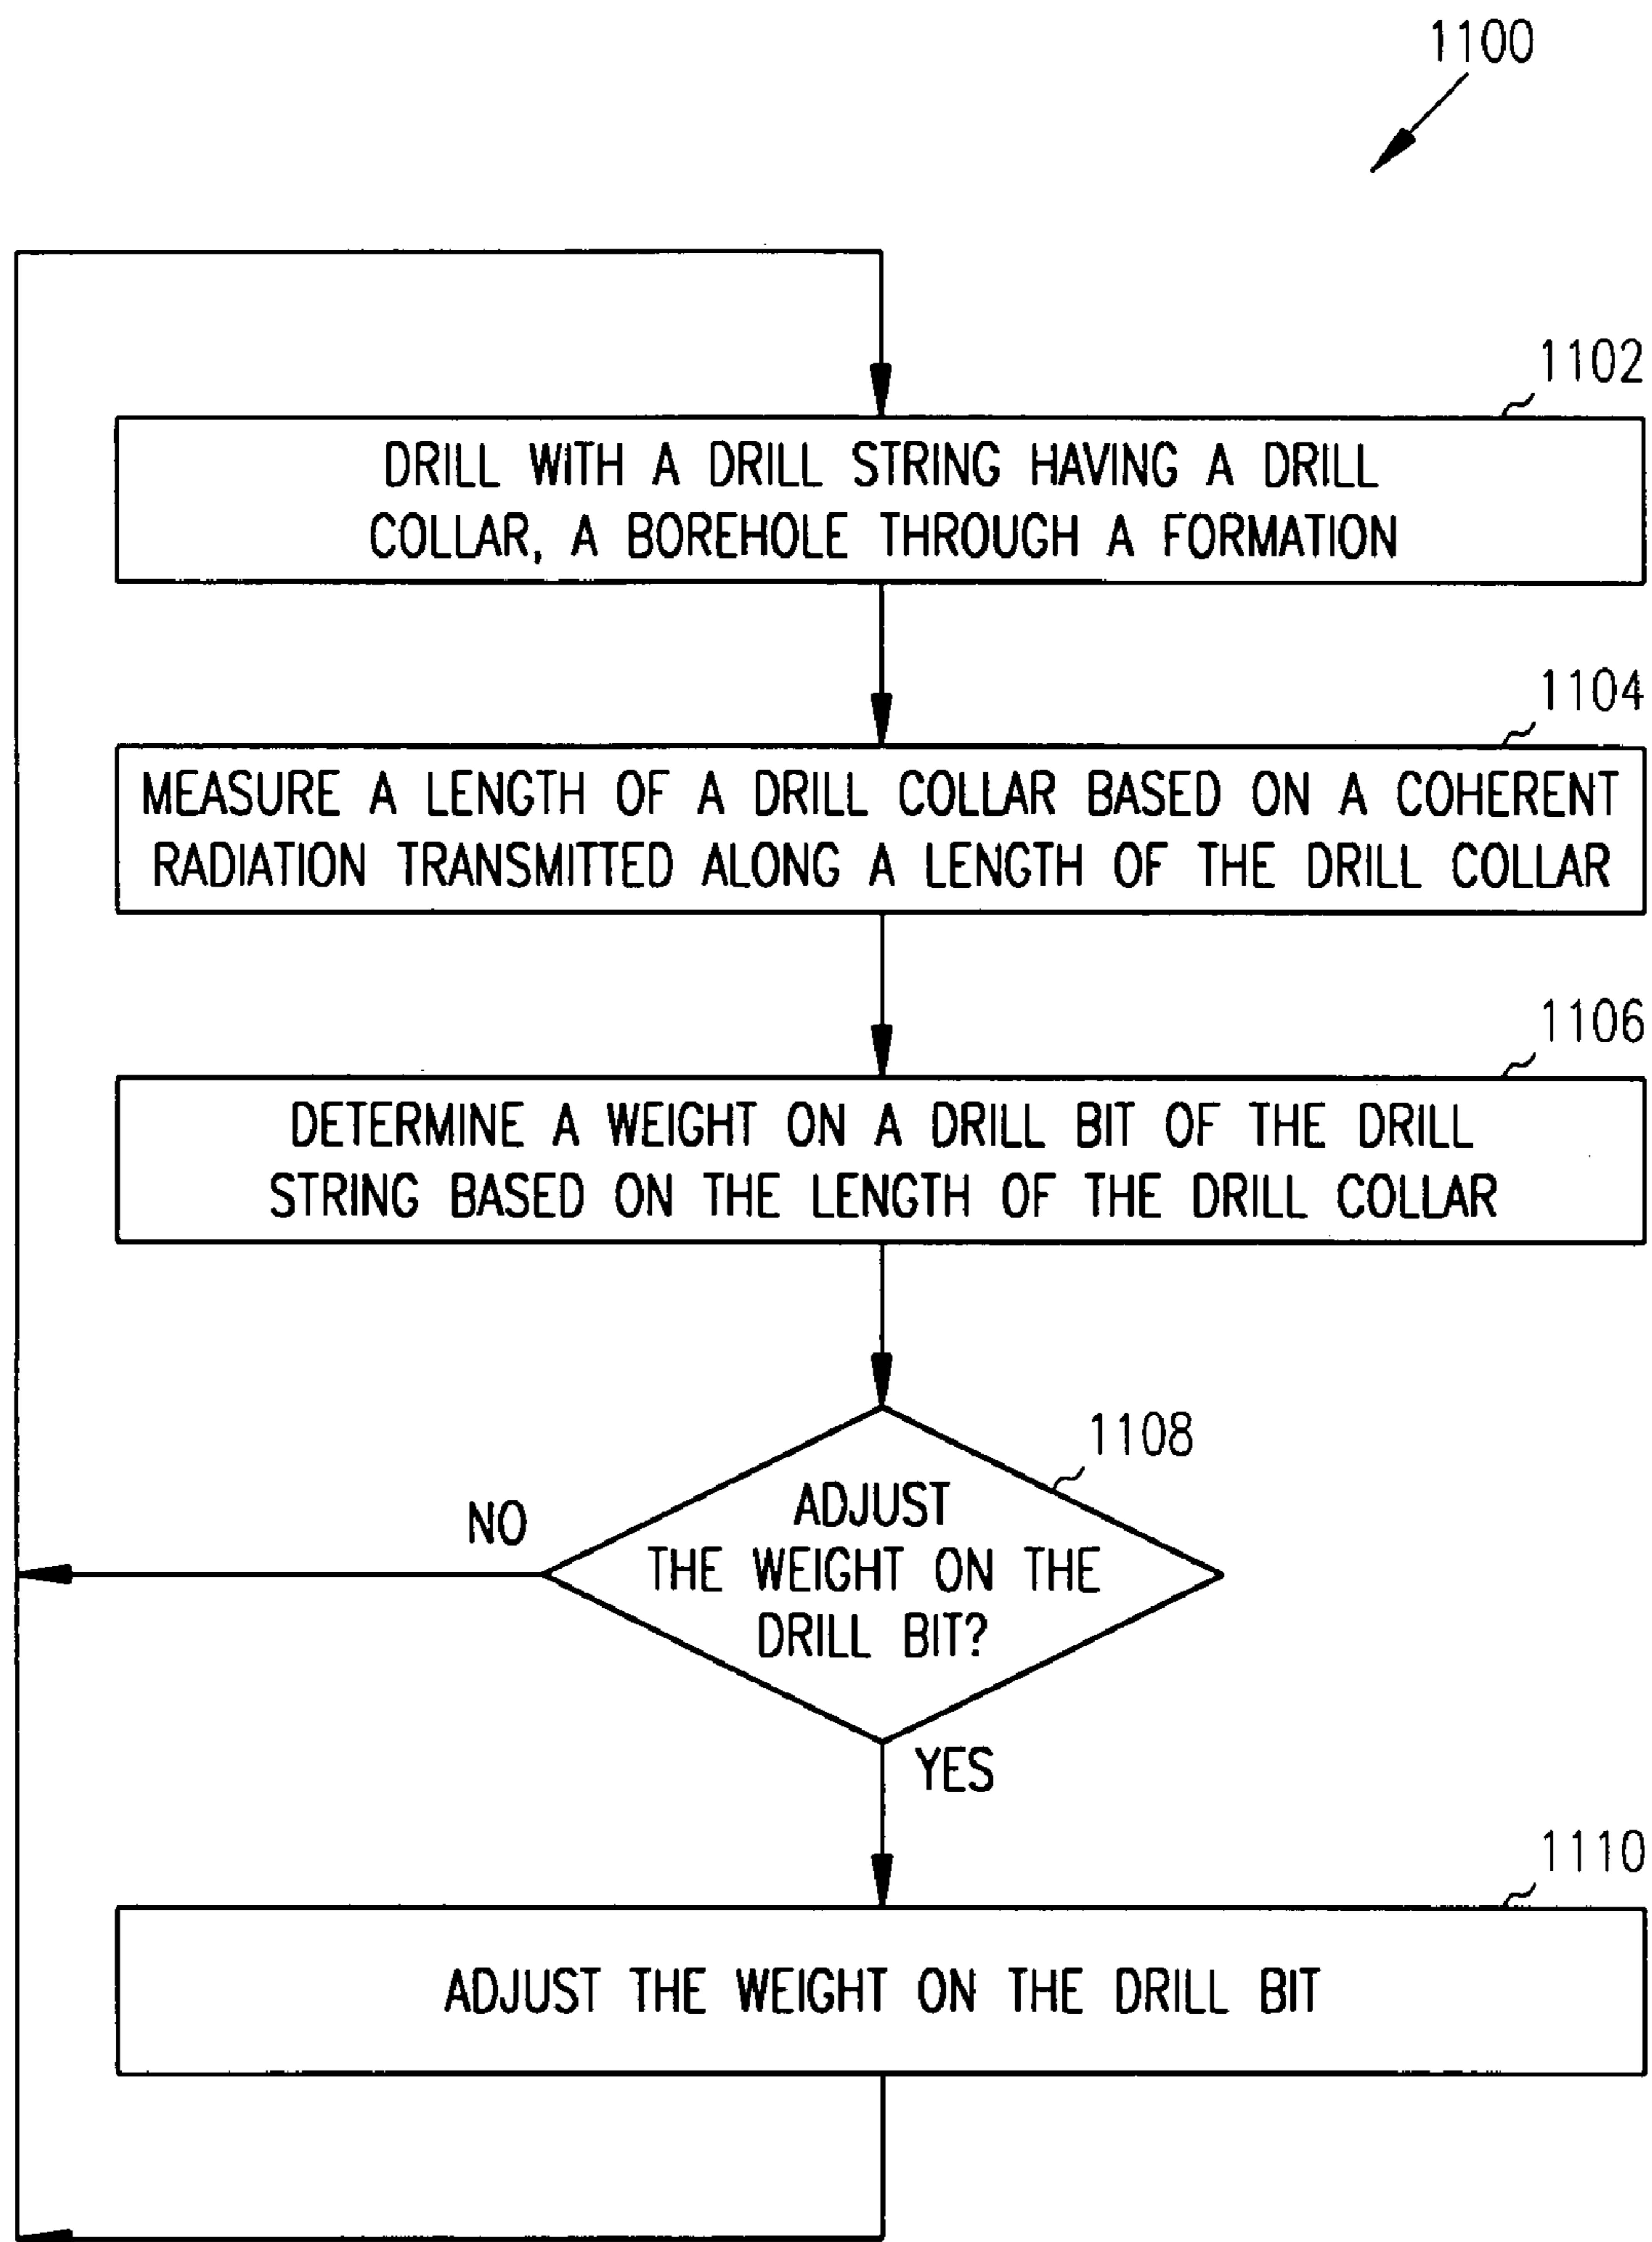 1100
1102
DRILL WITH A DRILL STRING HAVING A DRILL
COLLAR, A BOREHOLE THROUGH A FORMATION
1104
MEASURE A LENGTH OF A DRILL COLLAR BASED ON A COHERENT
RADIATION TRANSMITTED ALONG A LENGTH OF THE DRILL COLLAR
1106
DETERMINE A WEIGHT ON A DRILL BIT OF THE DRILL
STRING BASED ON THE LENGTH OF THE DRILL COLLAR
1108
ADJUST
THE WEIGHT ON THE
DRILL BIT?
NO
YES
1110
ADJUST THE WEIGHT ON THE DRILL BIT